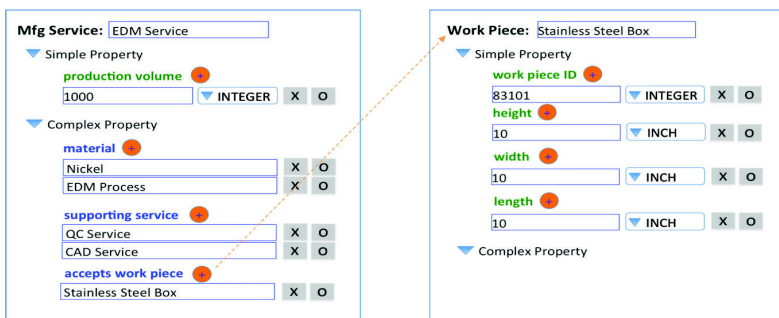 Mfg Service: EDM Service
Simple Property
production volume +
1000 INTEGER X O
Complex Property
material +
Nickel X O
EDM Process X O
supporting service +
QC Service X O
CAD Service X O
accepts work piece +
Stainless Steel Box X O
Work Piece: Stainless Steel Box
Simple Property
work piece ID +
83101 INTEGER X O
height +
10 INCH X O
width +
10 INCH X O
length +
10 INCH X O
Complex Property